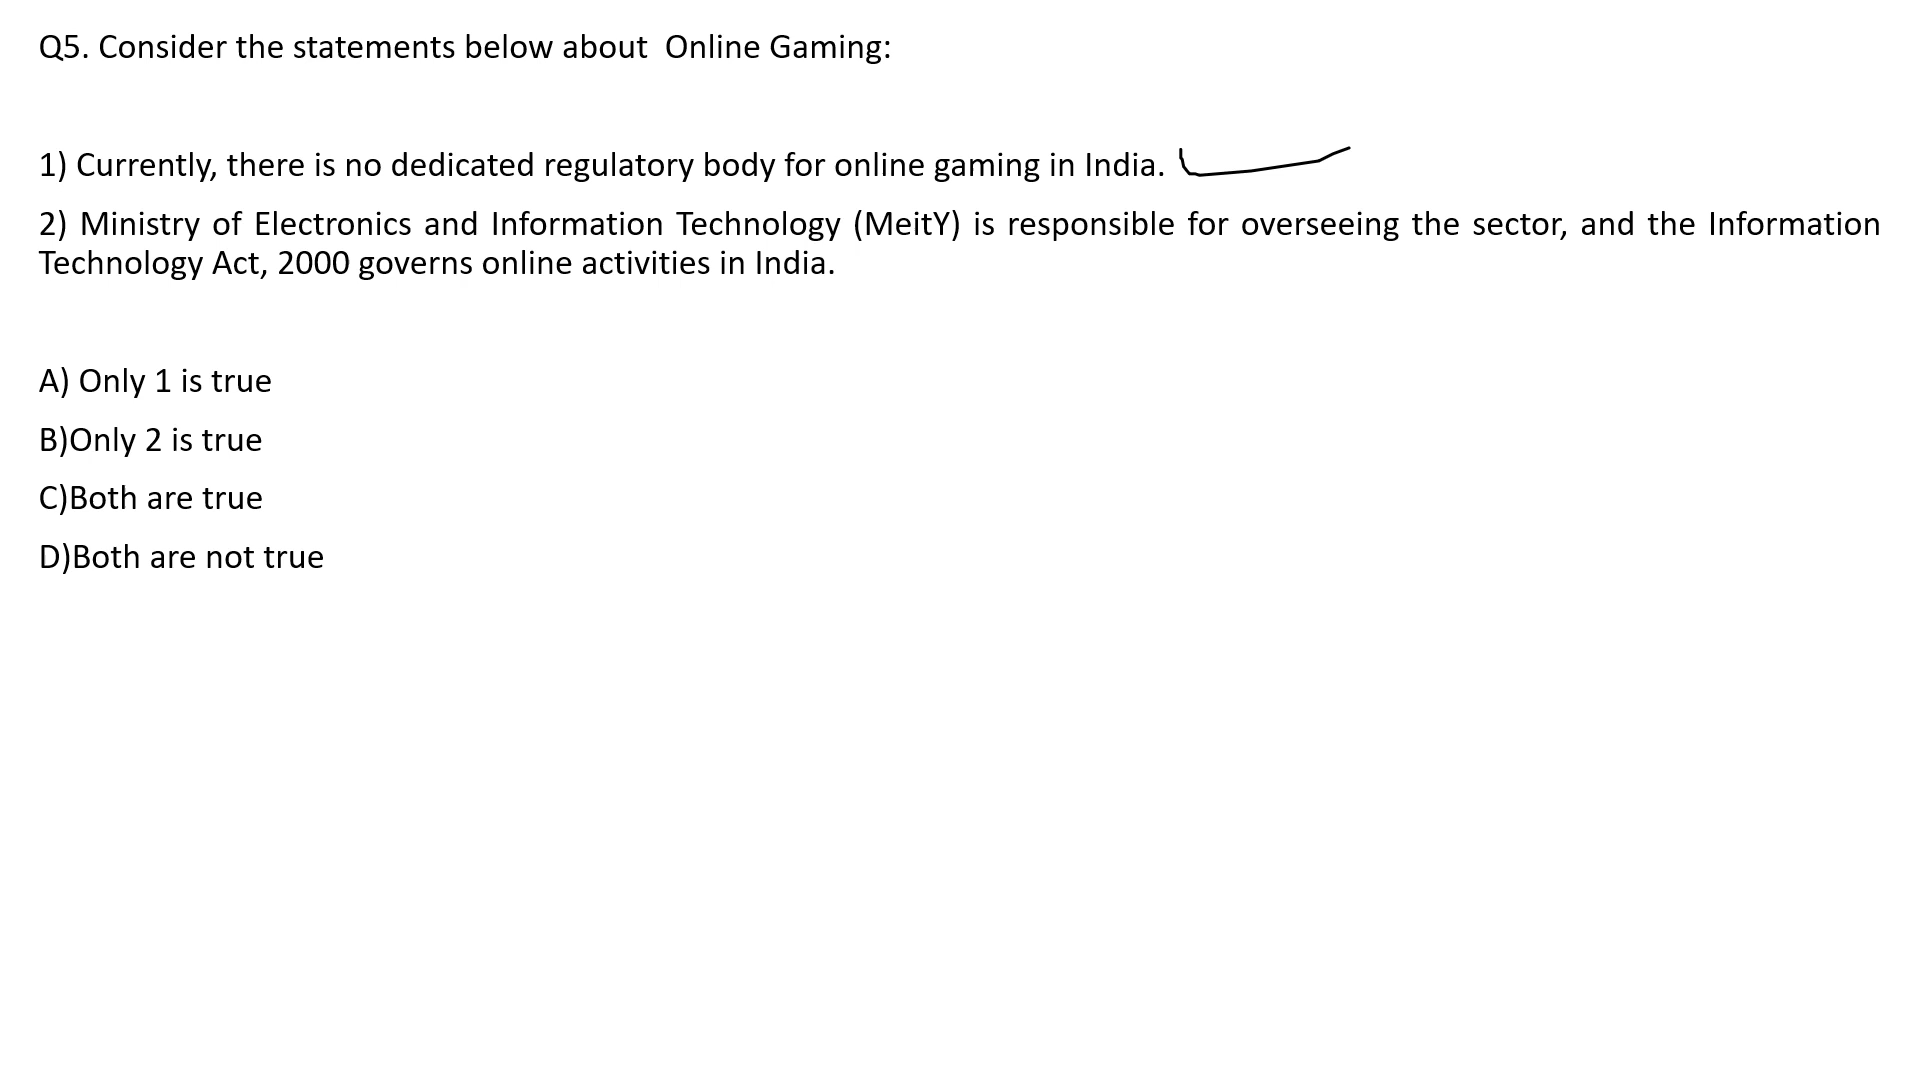 Q5. Consider the statements below about  Online Gaming:
1) Currently, there is no dedicated regulatory body for online gaming in India.
2) Ministry of Electronics and Information Technology (MeitY) is responsible for overseeing the sector, and the Information
Technology Act, 2000 governs online activities in India.
A) Only 1 is true
B)Only 2 is true
C)Both are true
D)Both are not true